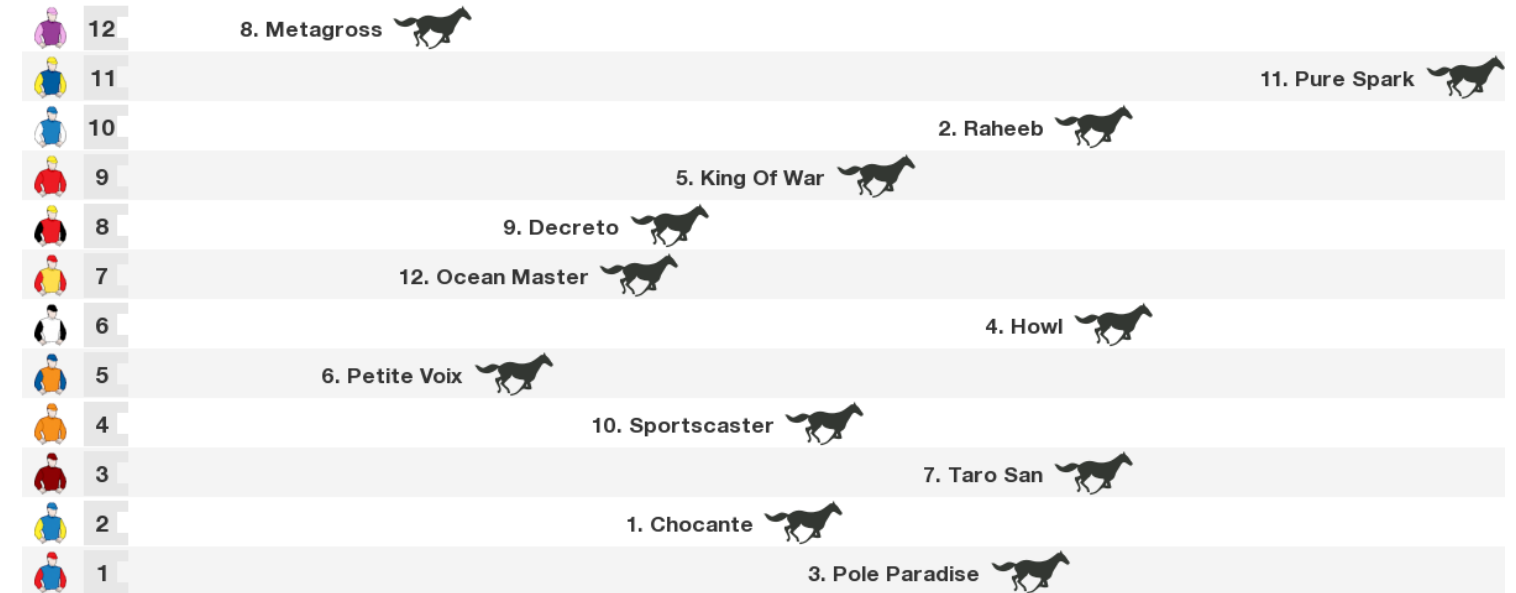 12 8. Metagross
11 11. Pure Spark
10 2. Raheeb
9 5. King Of War
8 9. Decreto
7 12. Ocean Master
6 4. Howl
5 6. Petite Voix
4 10. Sportscaster
3 7. Taro San
2 1. Chocante
1 3. Pole Paradise